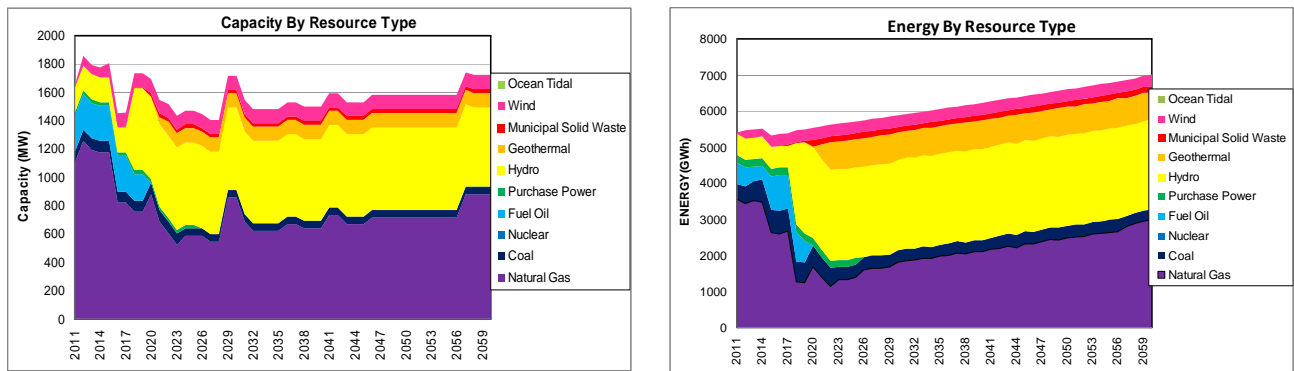 Capacity By Resource Type
Capacity (MW)
2000
1800
1600
1400
1200
1000
800
600
400
200
0
2011
2014
2017
2020
2023
2026
2029
2032
2035
2038
2041
2044
2047
2050
2053
2056
2059
Ocean Tidal
Wind
Municipal Solid Waste
Geothermal
Hydro
Purchase Power
Fuel Oil
Nuclear
Coal
Natural Gas
Energy By Resource Type
ENERGY (GWh)
8000
7000
6000
5000
4000
3000
2000
1000
0
2011
2014
2017
2020
2023
2026
2029
2032
2035
2038
2041
2044
2047
2050
2053
2056
2059
Ocean Tidal
Wind
Municipal Solid Waste
Geothermal
Hydro
Purchase Power
Fuel Oil
Nuclear
Coal
Natural Gas